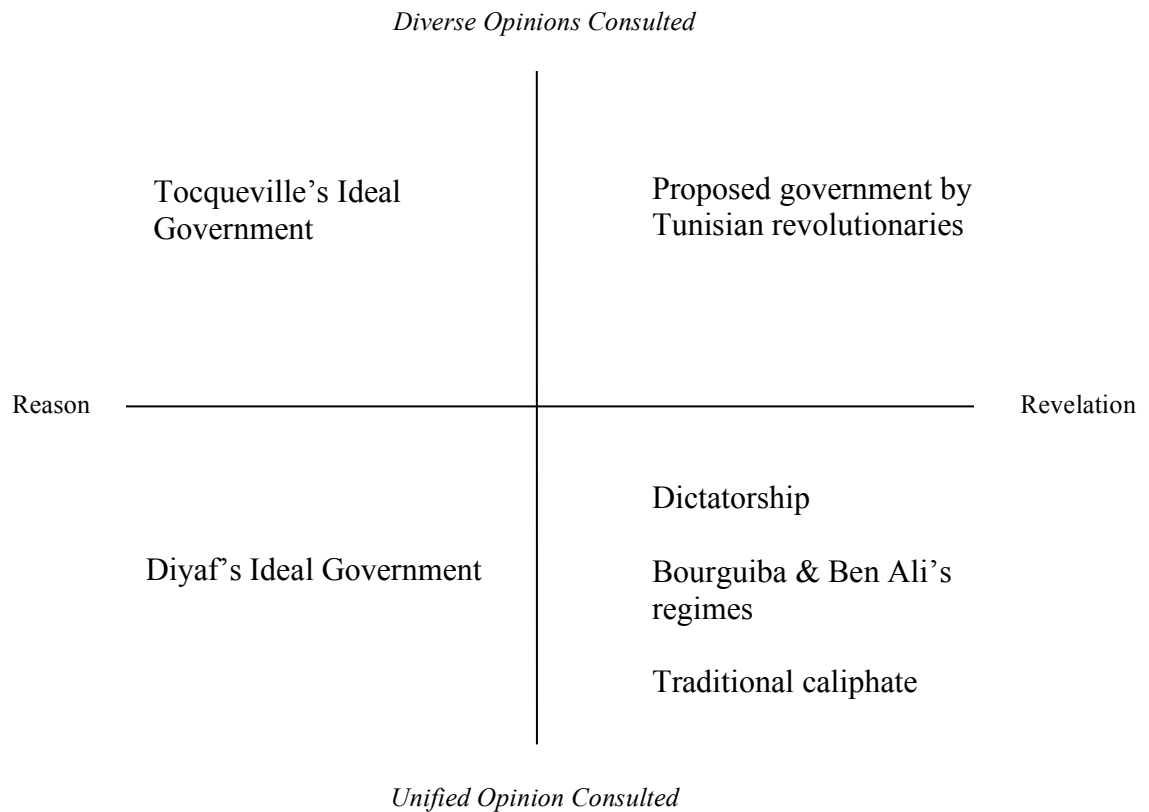 Diverse Opinions Consulted
Tocqueville’s Ideal
Government
Proposed government by
Tunisian revolutionaries
Reason
Revelation
Diyaf’s Ideal Government
Dictatorship
Bourguiba & Ben Ali’s
regimes
Traditional caliphate
Unified Opinion Consulted